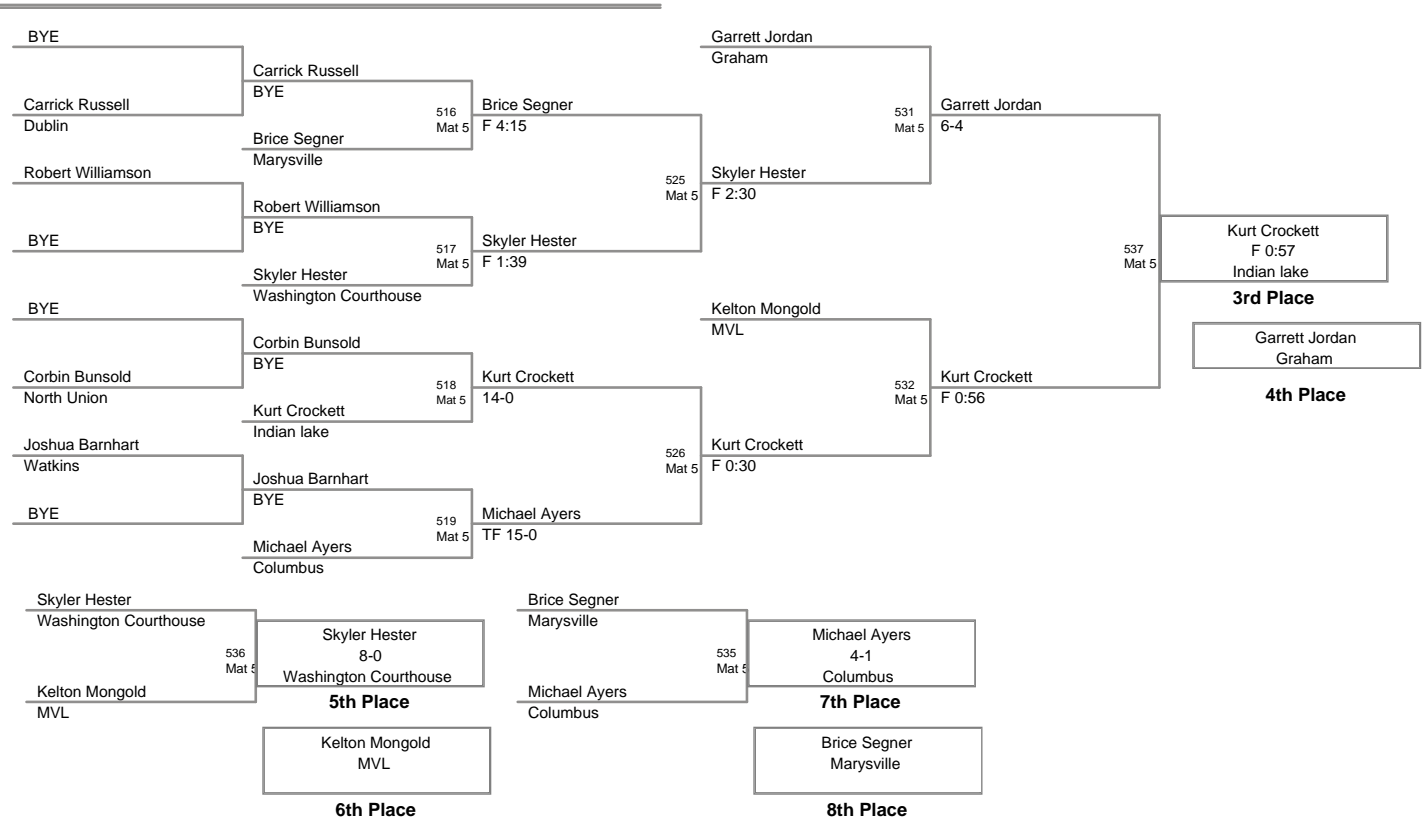 BYE
Carrick Russell
Dublin
Robert Williamson
BYE
BYE
Corbin Bunsold
North Union
Joshua Barnhart
Watkins
BYE
Carrick Russell
BYE
Brice Segner
Marysville
Robert Williamson
BYE
Skyler Hester
Washington Courthouse
Corbin Bunsold
BYE
Kurt Crockett
Indian lake
Joshua Barnhart
BYE
Michael Ayers
Columbus
516
Mat 5
517
Mat 5
518
Mat 5
519
Mat 5
Brice Segner
F 4:15
Skyler Hester
F 1:39
Kurt Crockett
14-0
Michael Ayers
TF 15-0
525
Mat 5
526
Mat 5
Garrett Jordan
Graham
Skyler Hester
F 2:30
Kelton Mongold
MVL
Kurt Crockett
F 0:30
531
Mat 5
532
Mat 5
Garrett Jordan
6-4
Kurt Crockett
F 0:56
537
Mat 5
Kurt Crockett
F 0:57
Indian lake
3rd Place
Garrett Jordan
Graham
4th Place
Skyler Hester
Washington Courthouse
Kelton Mongold
MVL
536
Mat 5
Skyler Hester
8-0
Washington Courthouse
5th Place
Kelton Mongold
MVL
6th Place
Brice Segner
Marysville
Michael Ayers
Columbus
535
Mat 5
Michael Ayers
4-1
Columbus
7th Place
Brice Segner
Marysville
8th Place